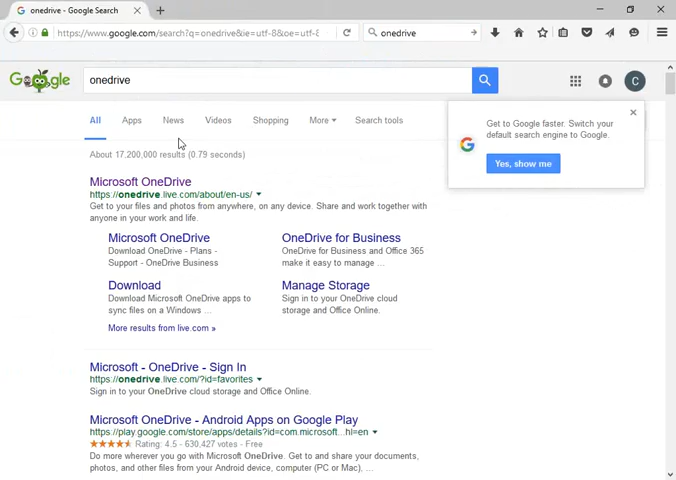 onedrive - Google Search
https://www.google.com/search?q=onedrive&ie=utf-8&oe=utf-8
onedrive
Google
onedrive
C
All Apps News Videos Shopping More Search tools
Get to Google faster. Switch your
default search engine to Google.
Yes, show me
About 17,200,000 results (0.79 seconds)
Microsoft OneDrive
https://onedrive.live.com/about/en-us/
Get to your files and photos from anywhere, on any device. Share and work together with
anyone in your work and life.
Microsoft OneDrive
Download OneDrive - Plans -
Support - OneDrive Business
OneDrive for Business
OneDrive for Business and Office 365
make it easy to manage ...
Download
Download Microsoft OneDrive apps to
sync files on a Windows ...
Manage Storage
Sign in to your OneDrive cloud
storage and Office Online.
More results from live.com »
Microsoft - OneDrive - Sign In
https://onedrive.live.com/?id=favorites
Sign in to your OneDrive cloud storage and Office Online.
Microsoft OneDrive - Android Apps on Google Play
https://play.google.com/store/apps/details?id=com.microsoft...hl=en
Rating: 4.5 - 630,427 votes - Free
Do more wherever you go with Microsoft OneDrive. Get to and share your documents,
photos, and other files from your Android device, computer (PC or Mac), ...